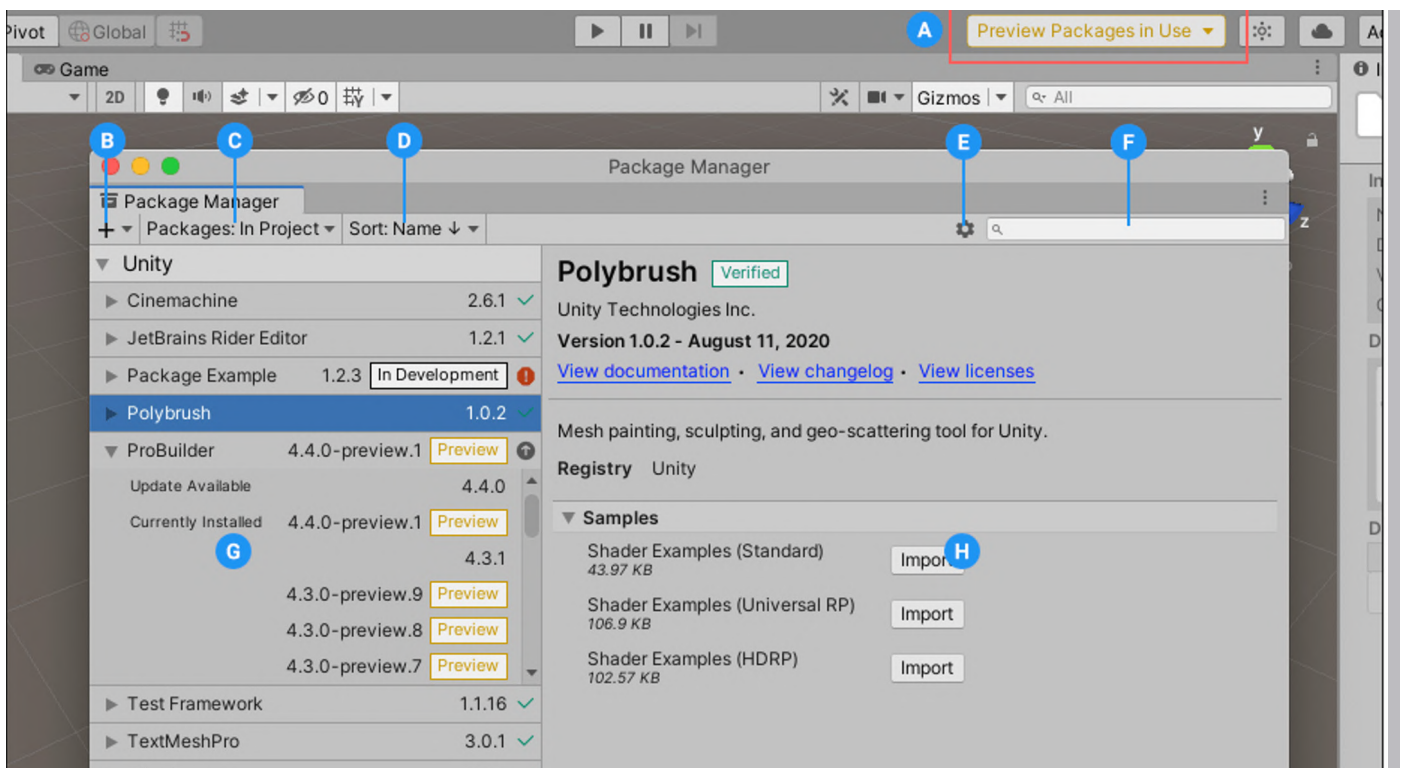 Pivot Global A Preview Packages in Use
Game
2D 0 Gizmos All
B C D E F y
Package Manager
Package Manager z
Packages: In Project Sort: Name ↓
Unity
Cinemachine 2.6.1
JetBrains Rider Editor 1.2.1
Package Example 1.2.3 In Development
Polybrush 1.0.2
ProBuilder 4.4.0-preview.1 Preview
Update Available 4.4.0
Currently Installed 4.4.0-preview.1 Preview
G 4.3.1
4.3.0-preview.9 Preview
4.3.0-preview.8 Preview
4.3.0-preview.7 Preview
Test Framework 1.1.16
TextMeshPro 3.0.1
Polybrush Verified
Unity Technologies Inc.
Version 1.0.2 - August 11, 2020
View documentation • View changelog • View licenses
Mesh painting, sculpting, and geo-scattering tool for Unity.
Registry Unity
Samples
Shader Examples (Standard) Import H
43.97 KB
Shader Examples (Universal RP) Import
106.9 KB
Shader Examples (HDRP) Import
102.57 KB